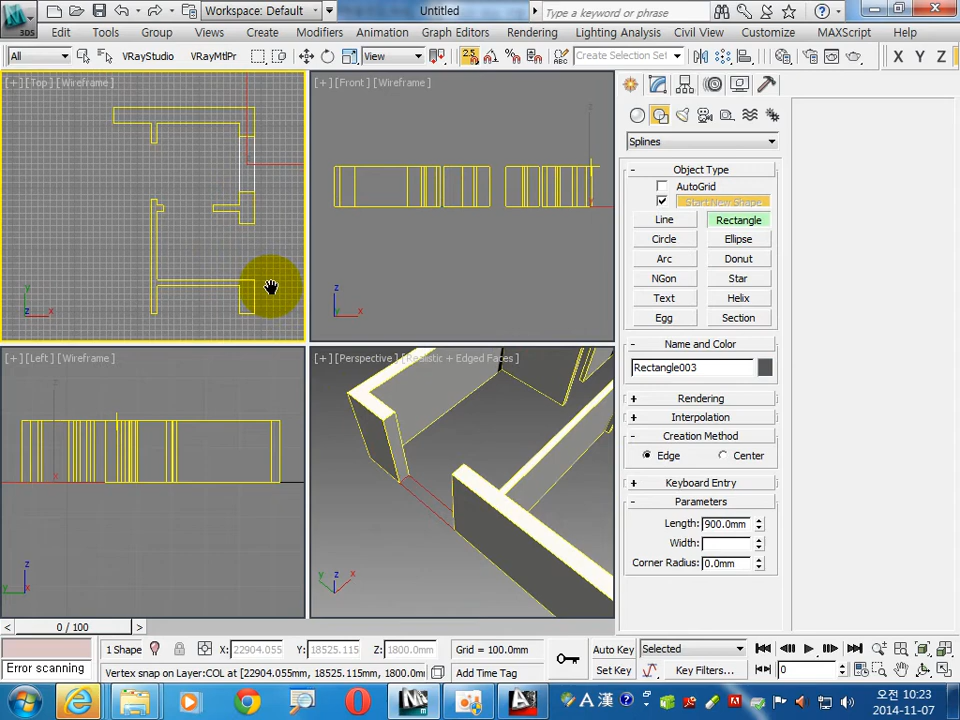 Workspace: Default
Untitled
Type a keyword or phrase
3DS
Edit
Tools
Group
Views
Create
Modifiers
Animation
Graph Editors
Rendering
Lighting Analysis
Civil View
Customize
MAXScript
Help
All
VRayStudio
VRayMtlPr
View
2.5
Create Selection Set
X
Y
Z
[+][Top][Wireframe]
[+][Front][Wireframe]
[+][Left][Wireframe]
[+][Perspective][Realistic + Edged Faces]
Splines
- Object Type
AutoGrid
Start New Shape
Line
Rectangle
Circle
Ellipse
Arc
Donut
NGon
Star
Text
Helix
Egg
Section
- Name and Color
Rectangle003
+ Rendering
+ Interpolation
- Creation Method
Edge
Center
+ Keyboard Entry
- Parameters
Length: 900.0mm
Width:
Corner Radius: 0.0mm
< 0 / 100 >
1 Shape
X: 22904.055
Y: 18525.115
Z: 1800.0mm
Grid = 100.0mm
Auto Key
Selected
Error scanning
Vertex snap on Layer:COL at [22904.055mm, 18525.115mm, 1800.0m
Add Time Tag
Set Key
Key Filters...
0
A 漢
오전 10:23
2014-11-07